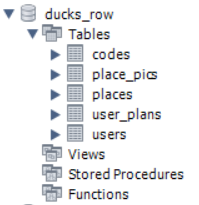 ducks_row
Tables
codes
place_pics
places
user_plans
users
Views
Stored Procedures
Functions